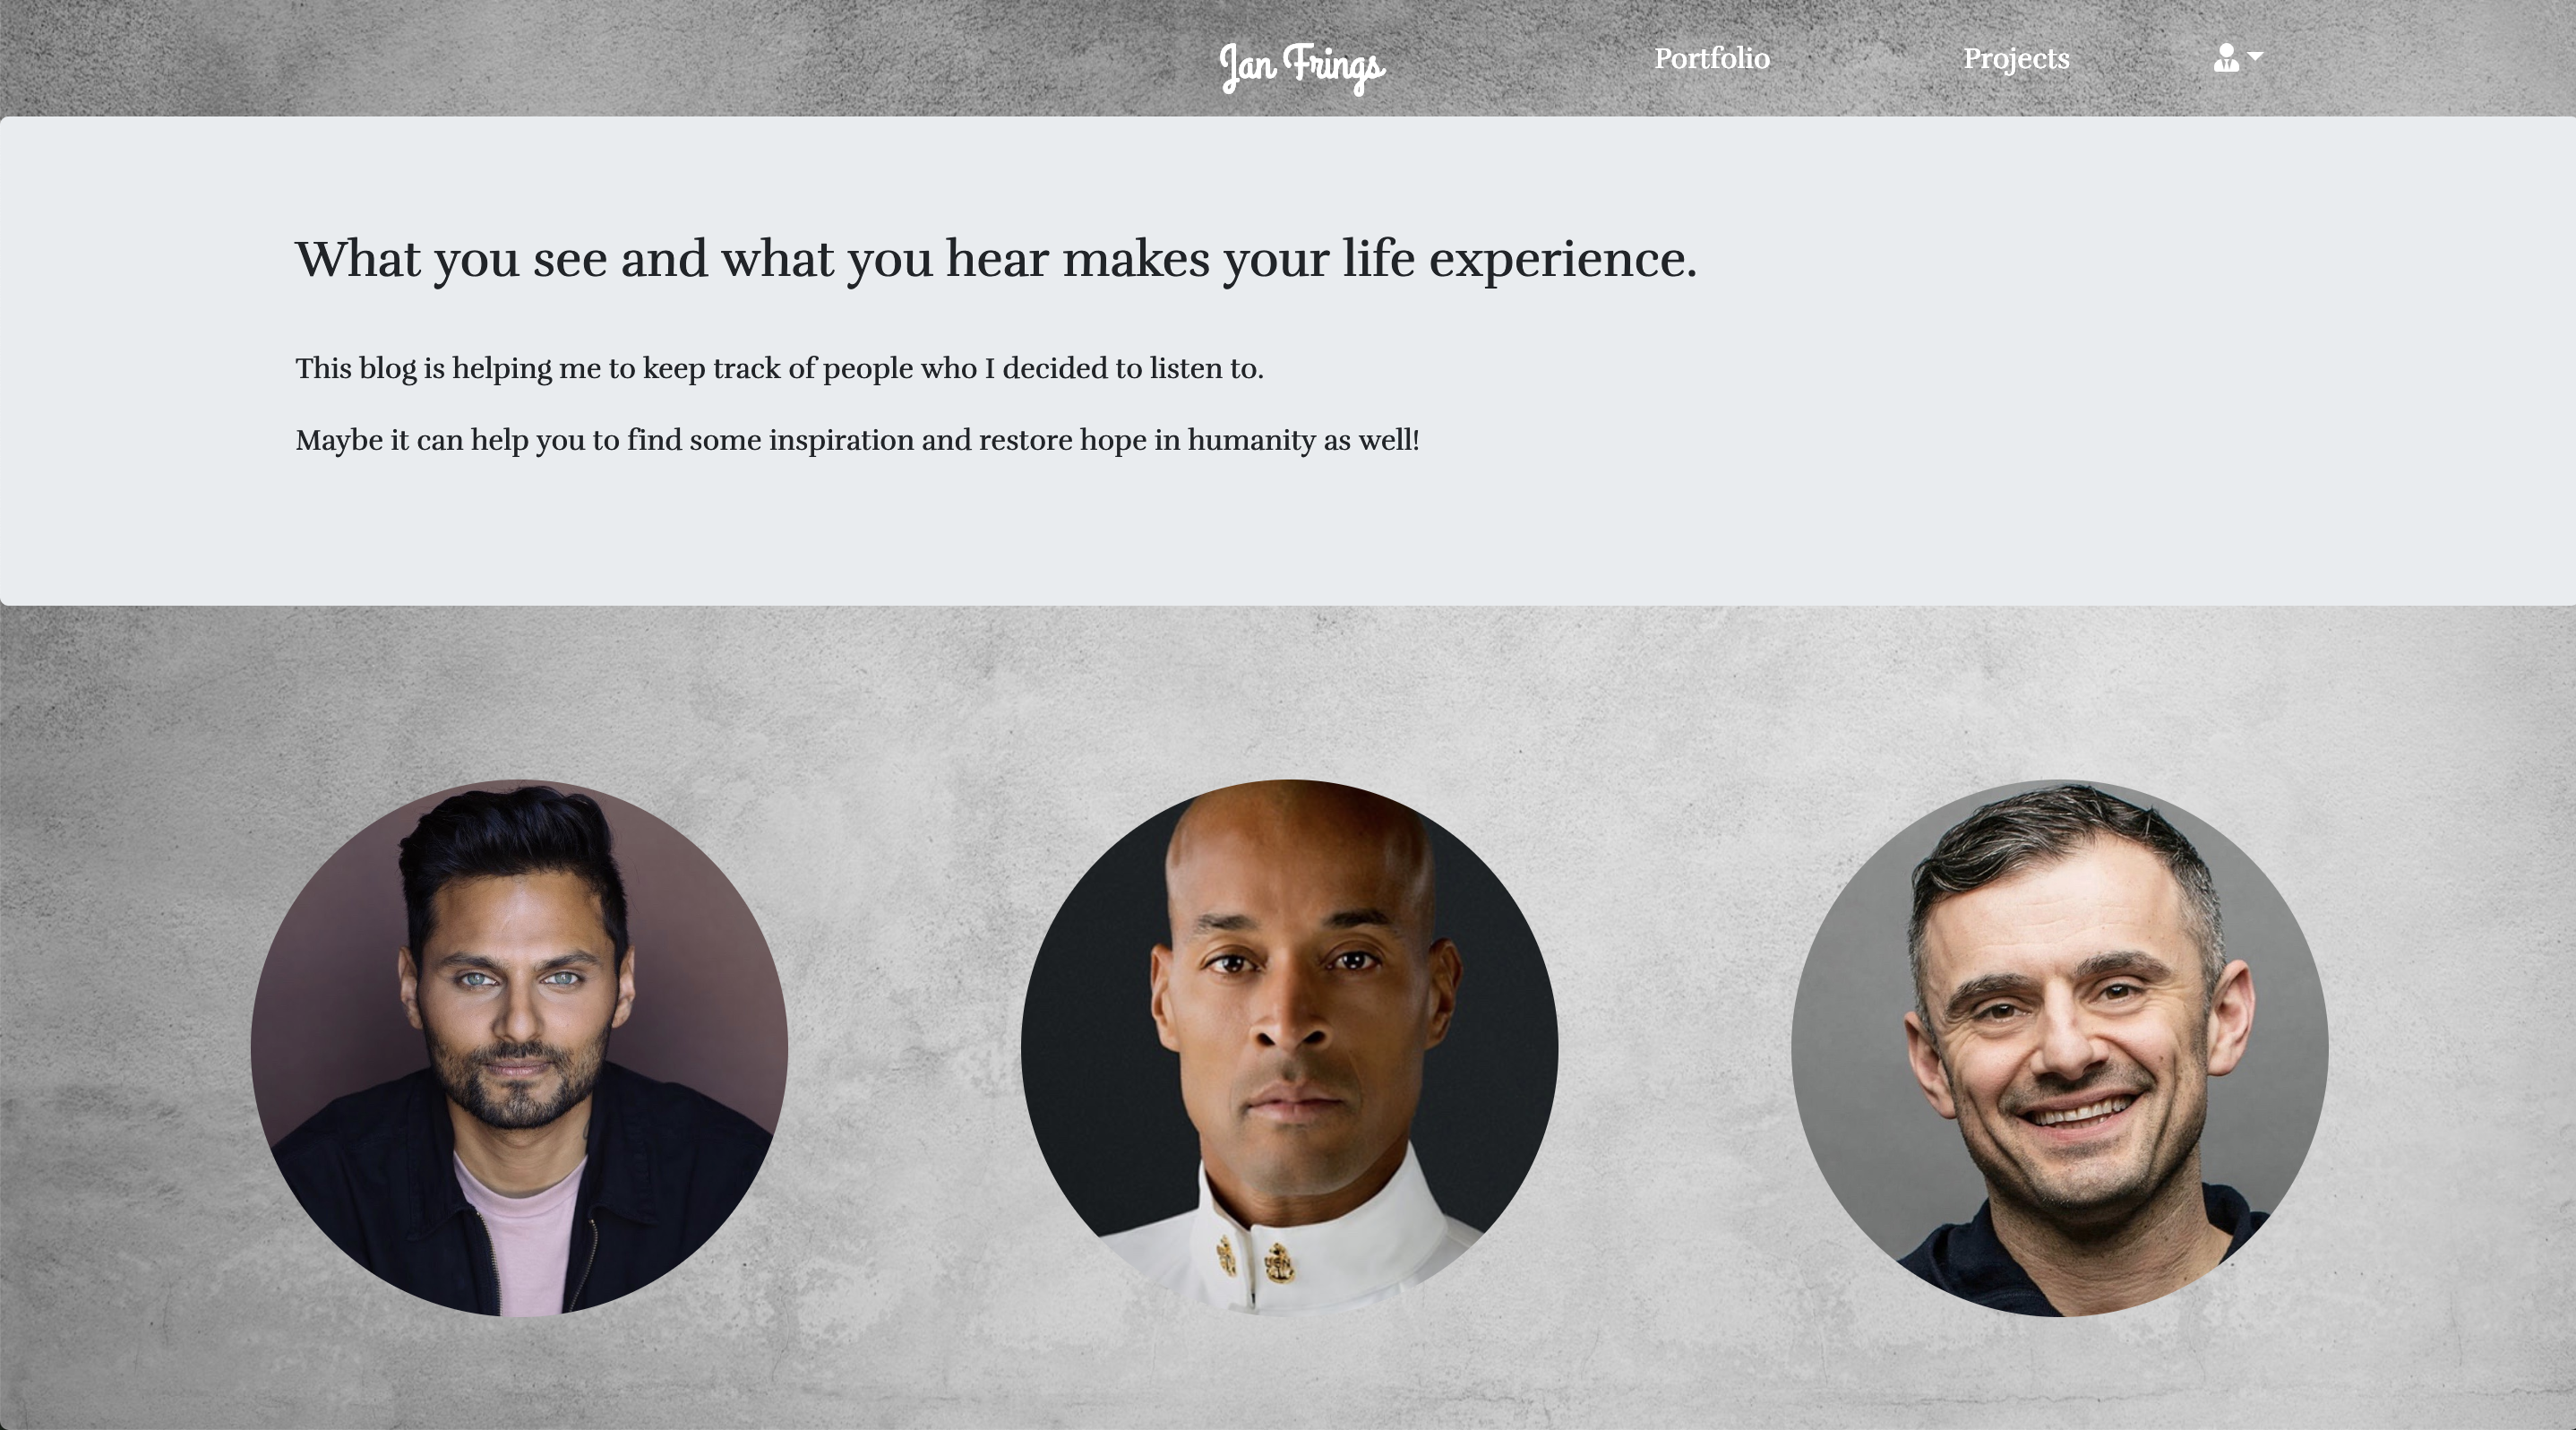 Jan Frings
Portfolio
Projects
What you see and what you hear makes your life experience.
This blog is helping me to keep track of people who I decided to listen to.
Maybe it can help you to find some inspiration and restore hope in humanity as well!